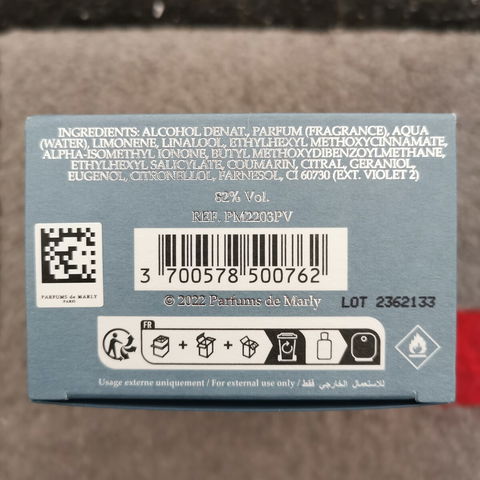 INGREDIENTS: ALCOHOL DENAT., PARFUM (FRAGRANCE), AQUA
(WATER), LIMONENE, LINALOOL, ETHYLHEXYL METHOXYCINNAMATE,
ALPHA-ISOMETHYL IONONE, BUTYL METHOXYDIBENZOYLMETHANE,
ETHYLHEXYL SALICYLATE, COUMARIN, CITRAL, GERANIOL,
EUGENOL, CITRONELLOL, FARNESOL, CI 60730 (EXT. VIOLET 2)
82% Vol.
REF. PM2203PV
PARFUMS de MARLY
PARIS
3 700578 500762
© 2022 Parfums de Marly
LOT 2362133
FR
+ + +
Usage externe uniquement / For external use only / للاستعمال الخارجي فقط